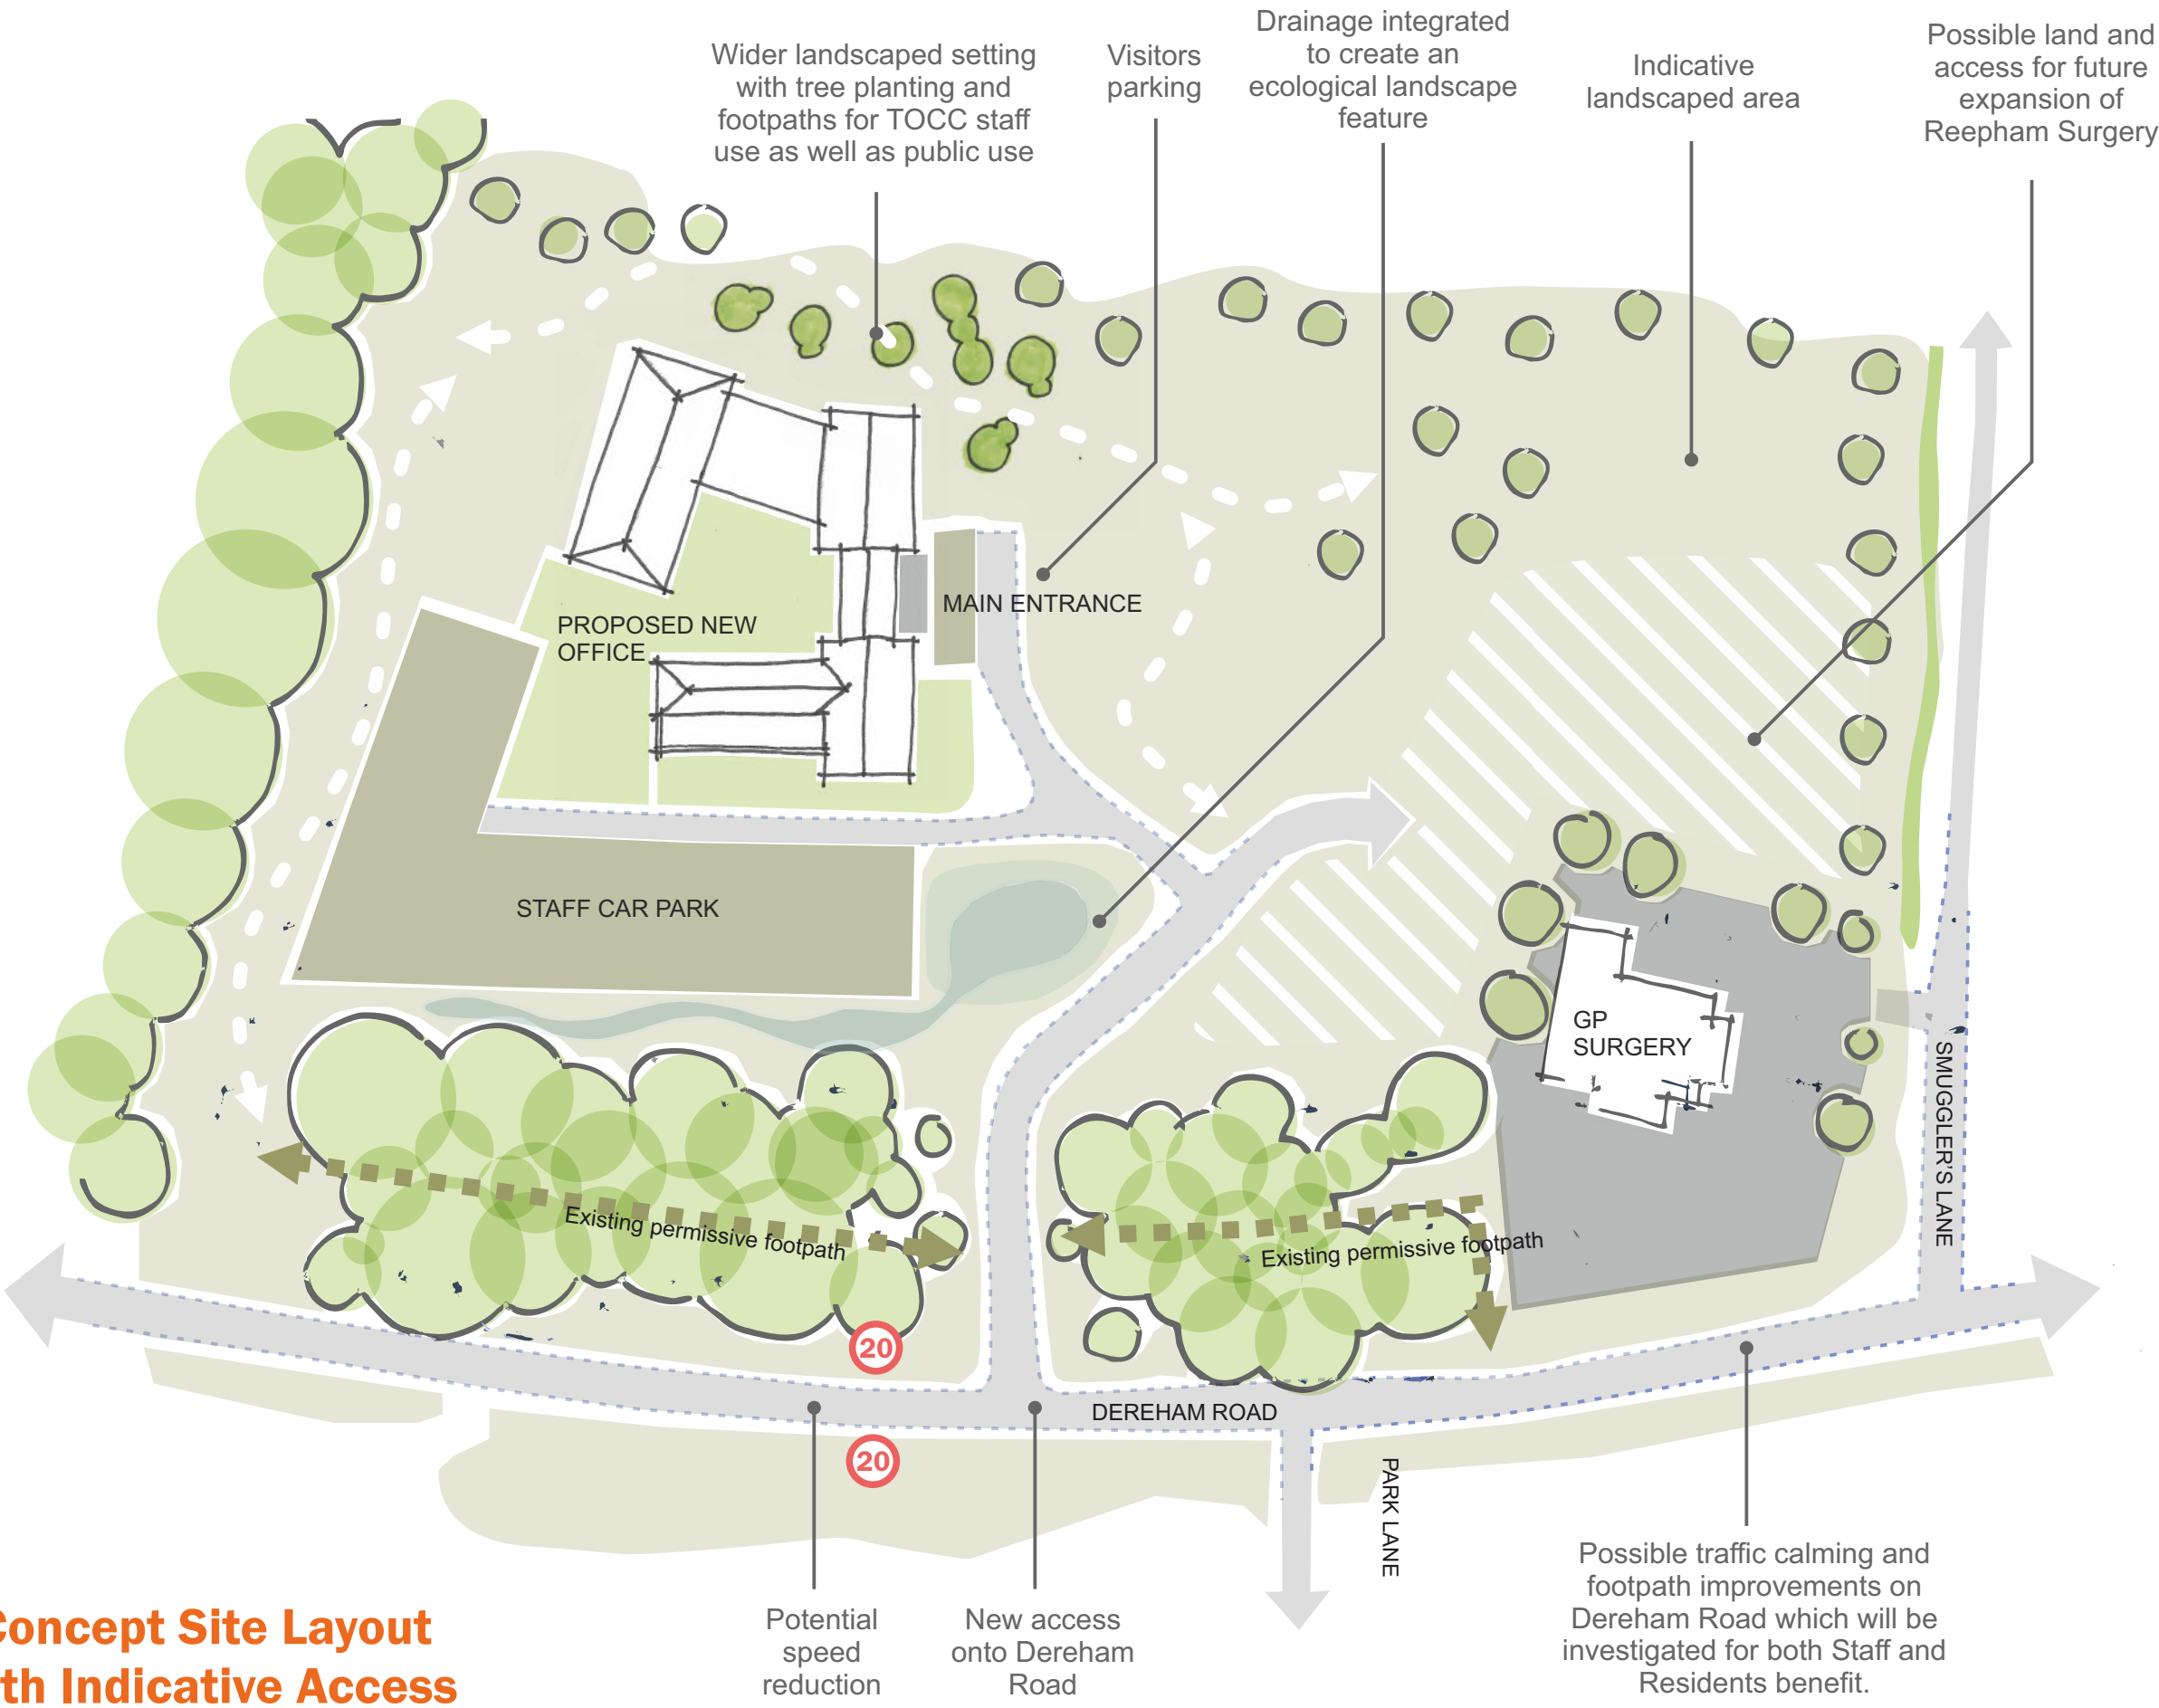 Wider landscaped setting
with tree planting and
footpaths for TOCC staff
use as well as public use
Visitors
parking
Drainage integrated
to create an
ecological landscape
feature
Indicative
landscaped area
Possible land and
access for future
expansion of
Reepham Surgery
MAIN ENTRANCE
PROPOSED NEW
OFFICE
STAFF CAR PARK
GP
SURGERY
SMUGGLER'S LANE
Existing permissive footpath
Existing permissive footpath
20
DEREHAM ROAD
20
PARK LANE
Potential
speed
reduction
New access
onto Dereham
Road
Possible traffic calming and
footpath improvements on
Dereham Road which will be
investigated for both Staff and
Residents benefit.
Concept Site Layout
th Indicative Access